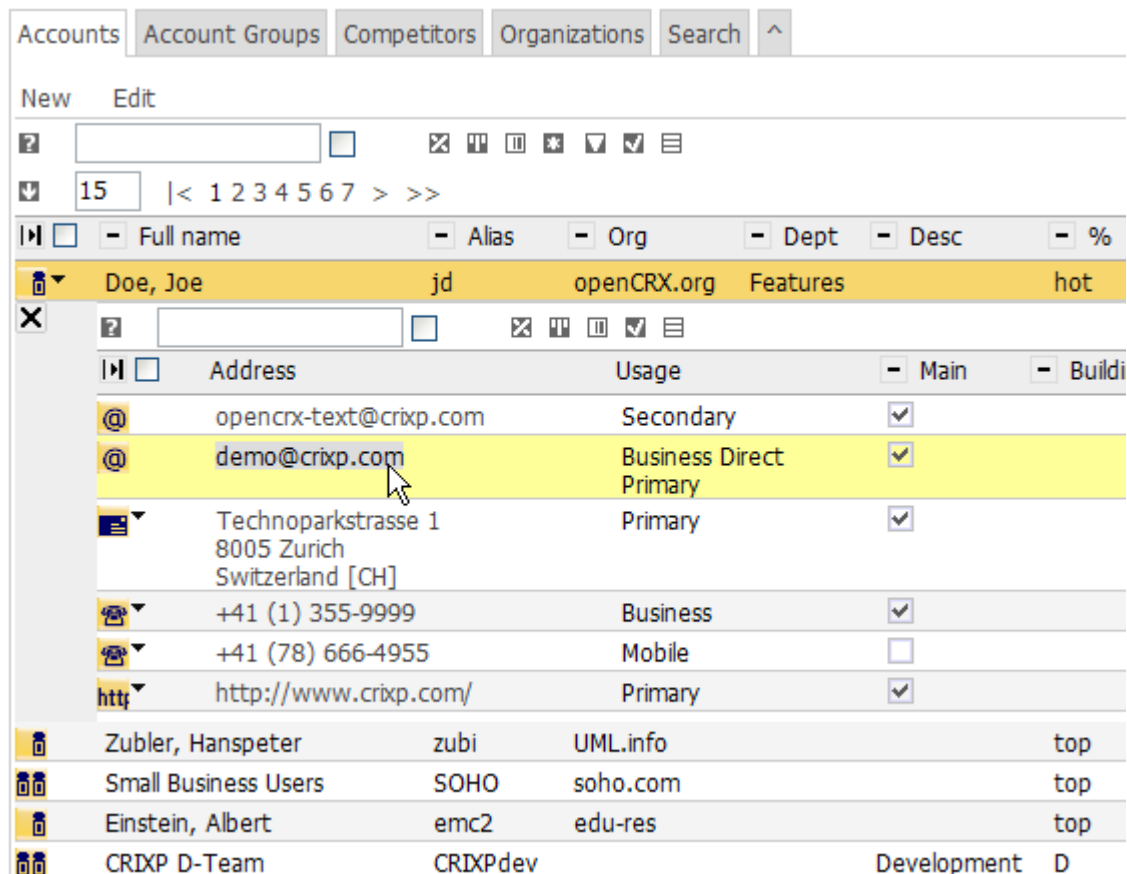 Accounts Account Groups Competitors Organizations Search ^
New Edit
?
15 |< 1 2 3 4 5 6 7 > >>
- Full name - Alias - Org - Dept - Desc - %
Doe, Joe jd openCRX.org Features hot
X
?
Address Usage - Main - Buildi
@ opencrx-text@crixp.com Secondary
@ demo@crixp.com Business Direct
Primary
Technoparkstrasse 1 Primary
8005 Zurich
Switzerland [CH]
+41 (1) 355-9999 Business
+41 (78) 666-4955 Mobile
http http://www.crixp.com/ Primary
Zubler, Hanspeter zubi UML.info top
Small Business Users SOHO soho.com top
Einstein, Albert emc2 edu-res top
CRIXP D-Team CRIXPdev Development D